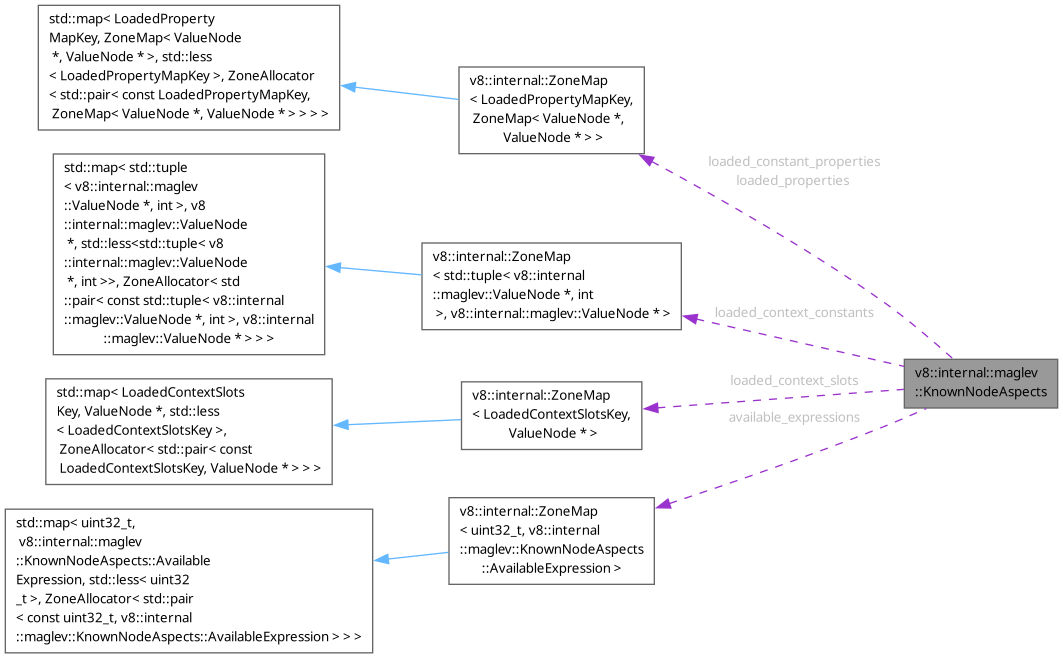 std::map< LoadedProperty
MapKey, ZoneMap< ValueNode
*, ValueNode * >, std::less
< LoadedPropertyMapKey >, ZoneAllocator
< std::pair< const LoadedPropertyMapKey,
ZoneMap< ValueNode *, ValueNode * > > > >
v8::internal::ZoneMap
< LoadedPropertyMapKey,
ZoneMap< ValueNode *,
ValueNode * > >
loaded_constant_properties
loaded_properties
std::map< std::tuple
< v8::internal::maglev
::ValueNode *, int >, v8
::internal::maglev::ValueNode
*, std::less<std::tuple< v8
::internal::maglev::ValueNode
*, int >>, ZoneAllocator< std
::pair< const std::tuple< v8::internal
::maglev::ValueNode *, int >, v8::internal
::maglev::ValueNode * > > >
v8::internal::ZoneMap
< std::tuple< v8::internal
::maglev::ValueNode *, int
>, v8::internal::maglev::ValueNode * >
loaded_context_constants
v8::internal::maglev
::KnownNodeAspects
std::map< LoadedContextSlots
Key, ValueNode *, std::less
< LoadedContextSlotsKey >,
ZoneAllocator< std::pair< const
LoadedContextSlotsKey, ValueNode * > > >
v8::internal::ZoneMap
< LoadedContextSlotsKey,
ValueNode * >
loaded_context_slots
available_expressions
std::map< uint32_t,
v8::internal::maglev
::KnownNodeAspects::Available
Expression, std::less< uint32
_t >, ZoneAllocator< std::pair
< const uint32_t, v8::internal
::maglev::KnownNodeAspects::AvailableExpression > > >
v8::internal::ZoneMap
< uint32_t, v8::internal
::maglev::KnownNodeAspects
::AvailableExpression >